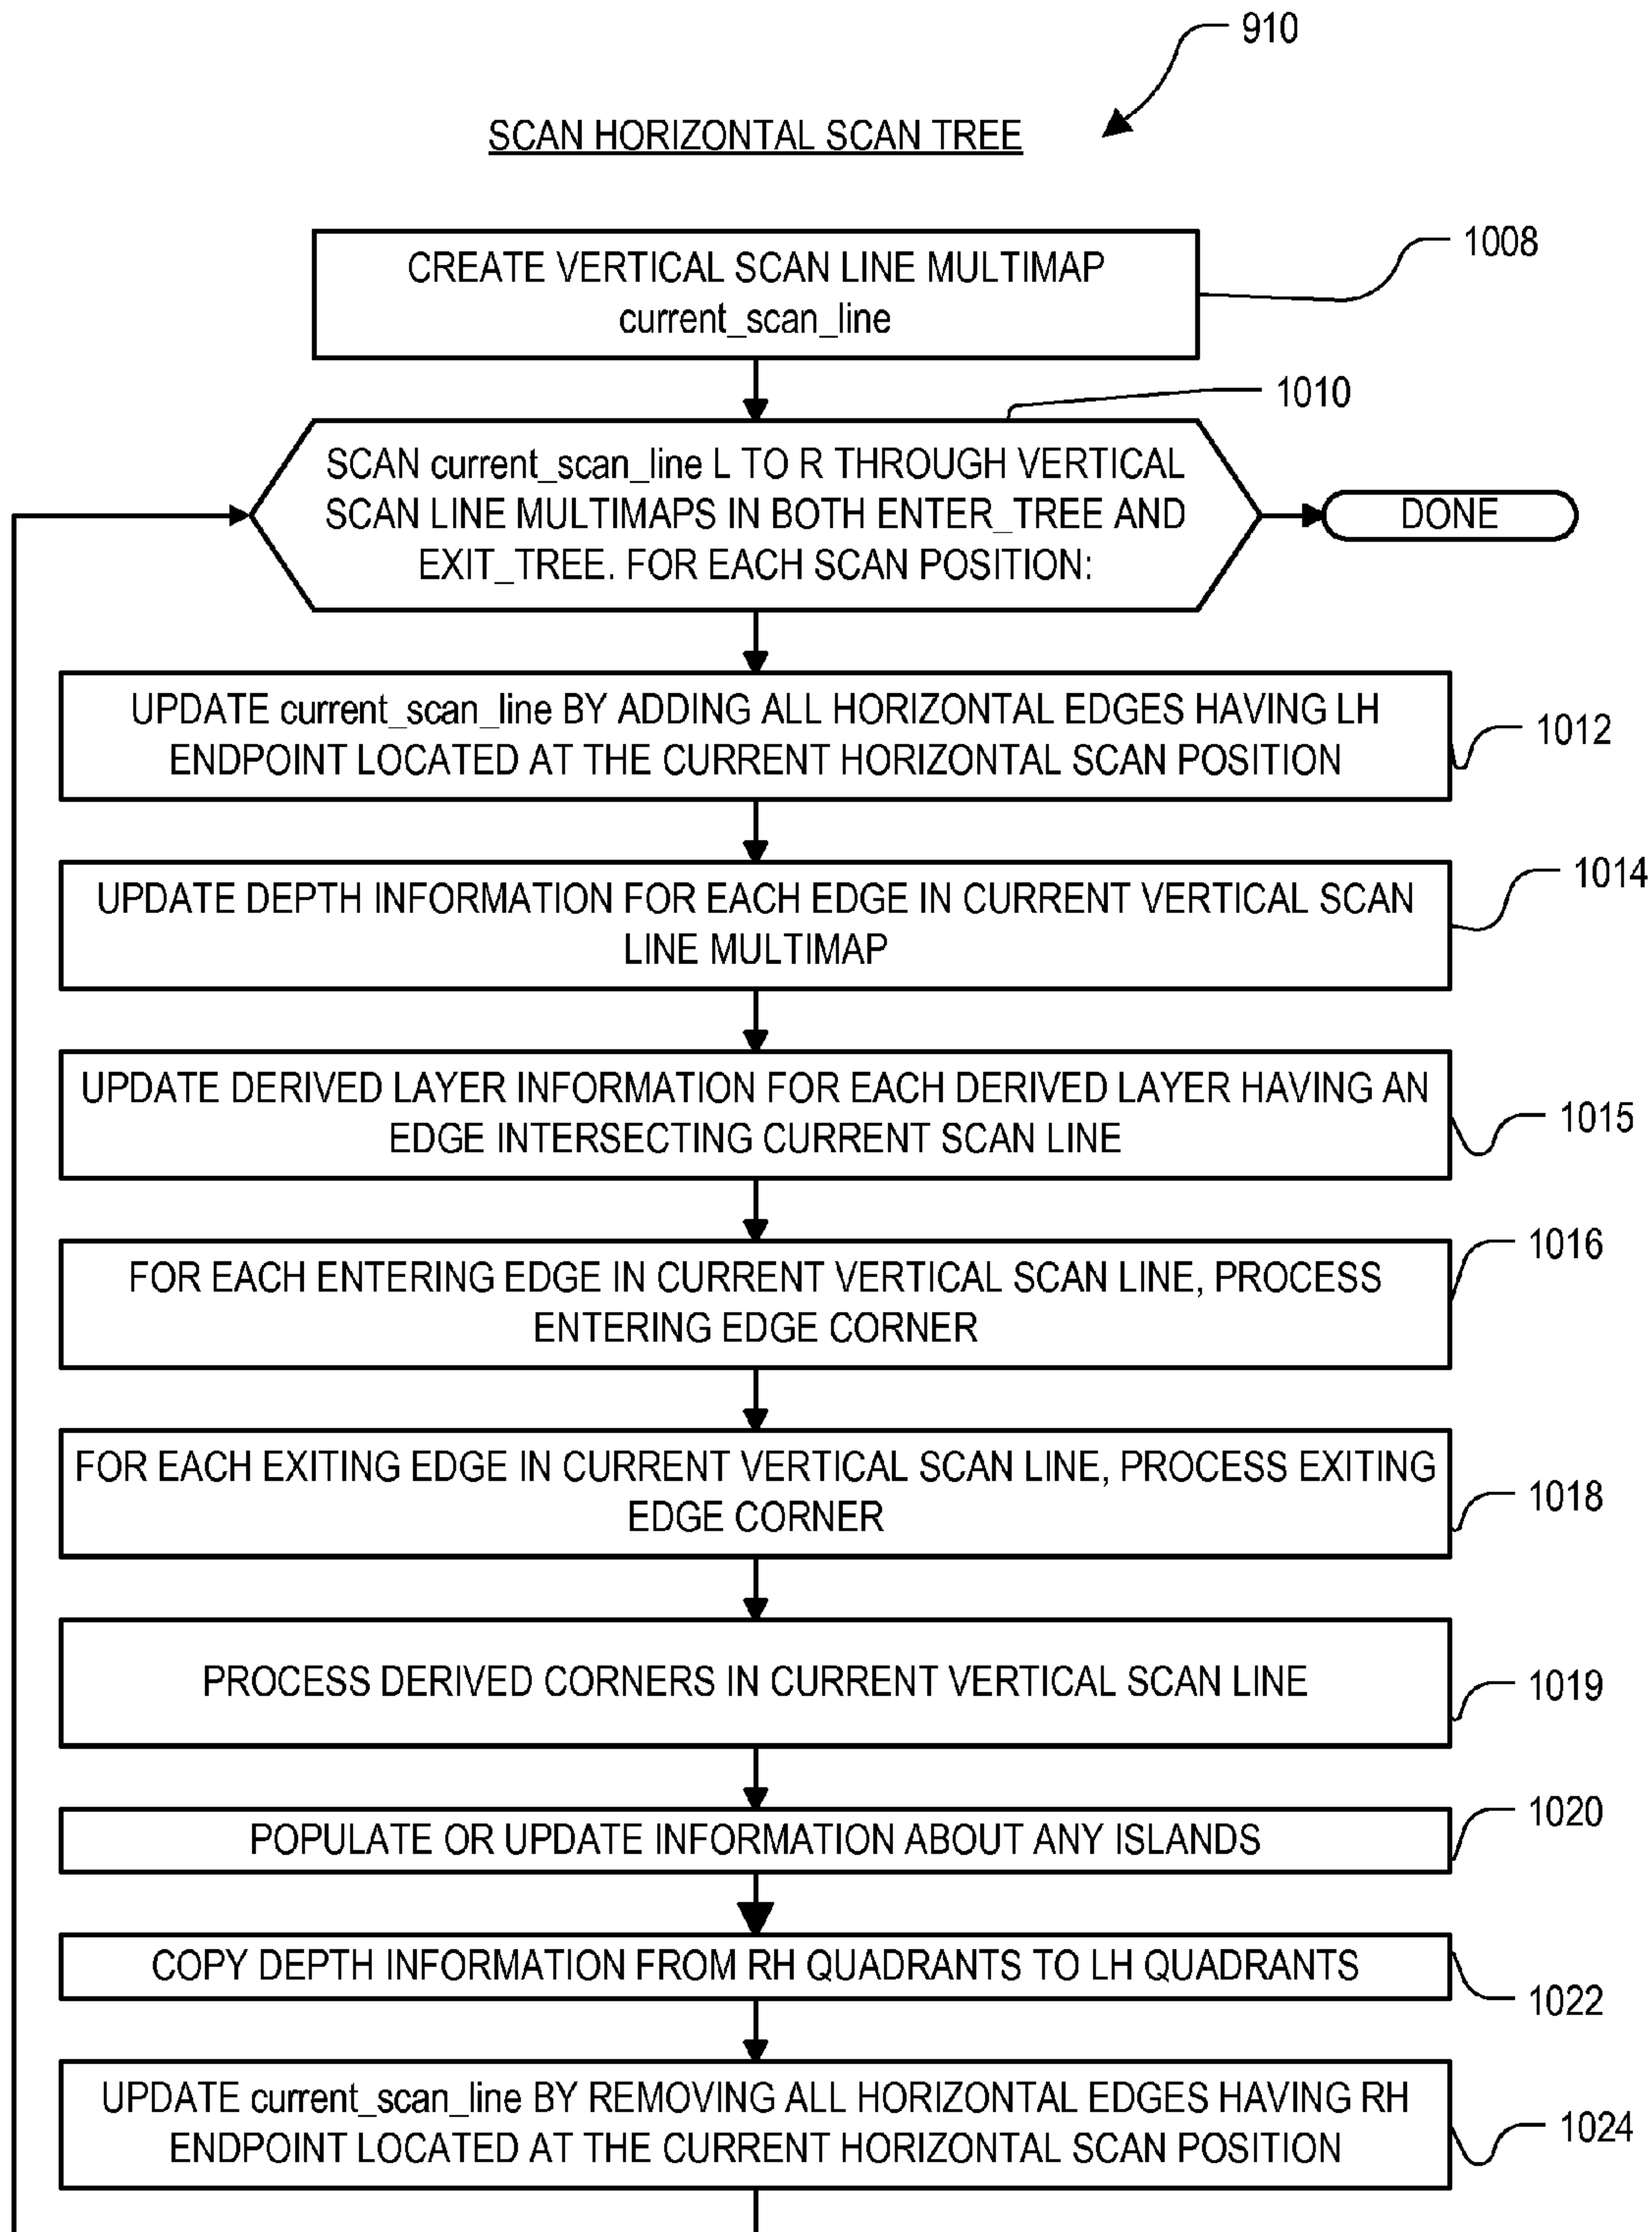 910
SCAN HORIZONTAL SCAN TREE
CREATE VERTICAL SCAN LINE MULTIMAP
current_scan_line
1008
1010
SCAN current_scan_line L TO R THROUGH VERTICAL
SCAN LINE MULTIMAPS IN BOTH ENTER_TREE AND
EXIT_TREE. FOR EACH SCAN POSITION:
DONE
UPDATE current_scan_line BY ADDING ALL HORIZONTAL EDGES HAVING LH
ENDPOINT LOCATED AT THE CURRENT HORIZONTAL SCAN POSITION
1012
UPDATE DEPTH INFORMATION FOR EACH EDGE IN CURRENT VERTICAL SCAN
LINE MULTIMAP
1014
UPDATE DERIVED LAYER INFORMATION FOR EACH DERIVED LAYER HAVING AN
EDGE INTERSECTING CURRENT SCAN LINE
1015
FOR EACH ENTERING EDGE IN CURRENT VERTICAL SCAN LINE, PROCESS
ENTERING EDGE CORNER
1016
FOR EACH EXITING EDGE IN CURRENT VERTICAL SCAN LINE, PROCESS EXITING
EDGE CORNER
1018
PROCESS DERIVED CORNERS IN CURRENT VERTICAL SCAN LINE
1019
POPULATE OR UPDATE INFORMATION ABOUT ANY ISLANDS
1020
COPY DEPTH INFORMATION FROM RH QUADRANTS TO LH QUADRANTS
1022
UPDATE current_scan_line BY REMOVING ALL HORIZONTAL EDGES HAVING RH
ENDPOINT LOCATED AT THE CURRENT HORIZONTAL SCAN POSITION
1024